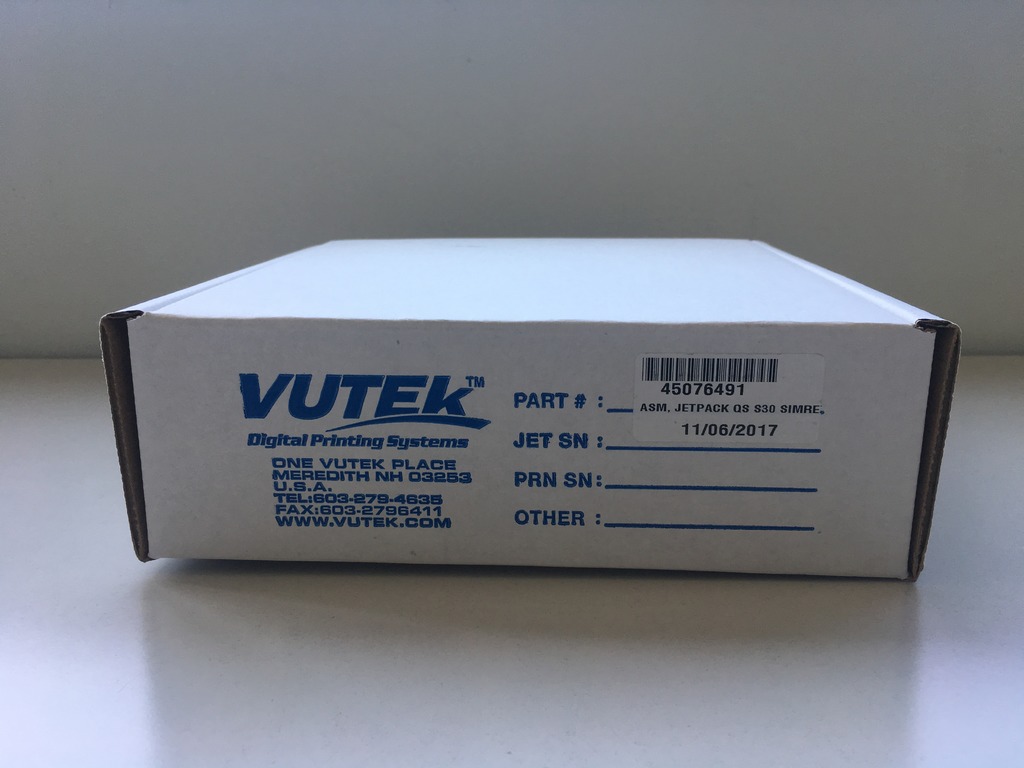 VUTEK™
Digital Printing Systems
ONE VUTEK PLACE
MEREDITH NH 03253
U.S.A.
TEL:603-279-4635
FAX:603-2796411
WWW.VUTEK.COM
PART # :
45076491
ASM, JETPACK QS S30 SIMRE.
11/06/2017
JET SN :
PRN SN:
OTHER :